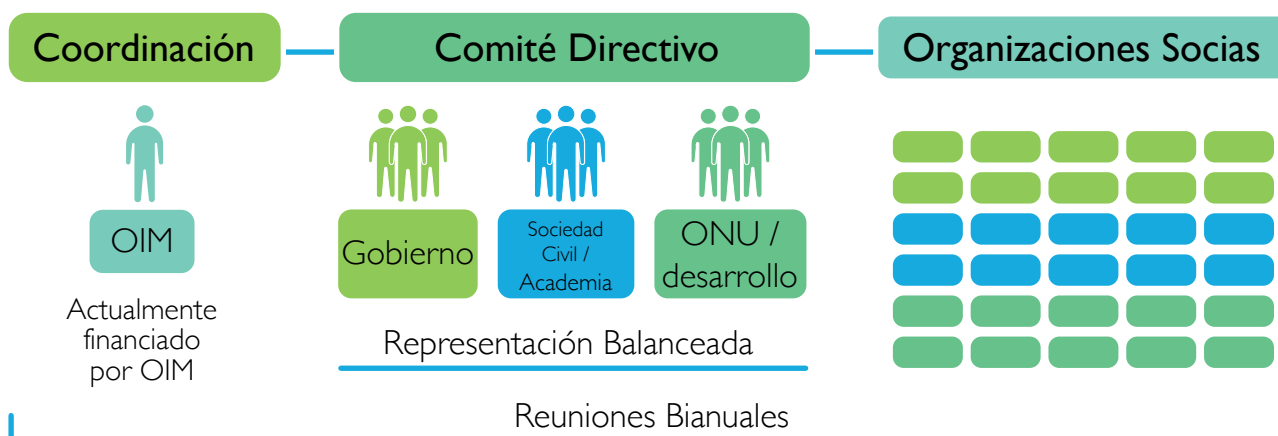 Coordinación
Comité Directivo
Organizaciones Socias
OIM
Actualmente
financiado
por OIM
Gobierno
Sociedad
Civil /
Academia
ONU /
desarrollo
Representación Balanceada
Reuniones Bianuales